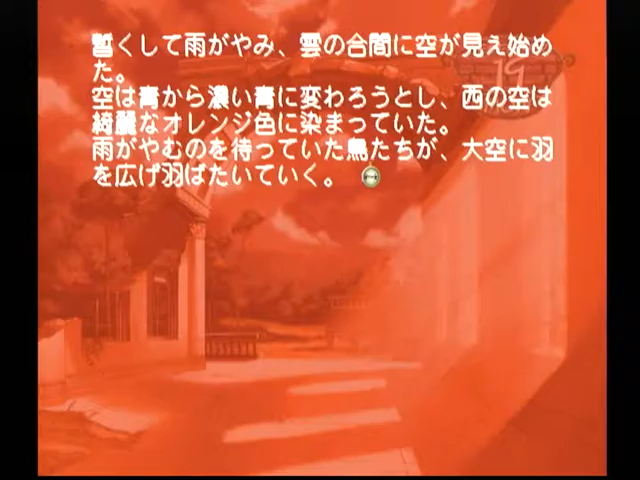 暫くして雨がやみ、雲の合間に空が見え始め
た。
空は青から濃い青に変わろうとし、西の空は
綺麗なオレンジ色に染まっていた。
雨がやむのを待っていた鳥たちが、大空に羽
を広げ羽ばたいていく。
19